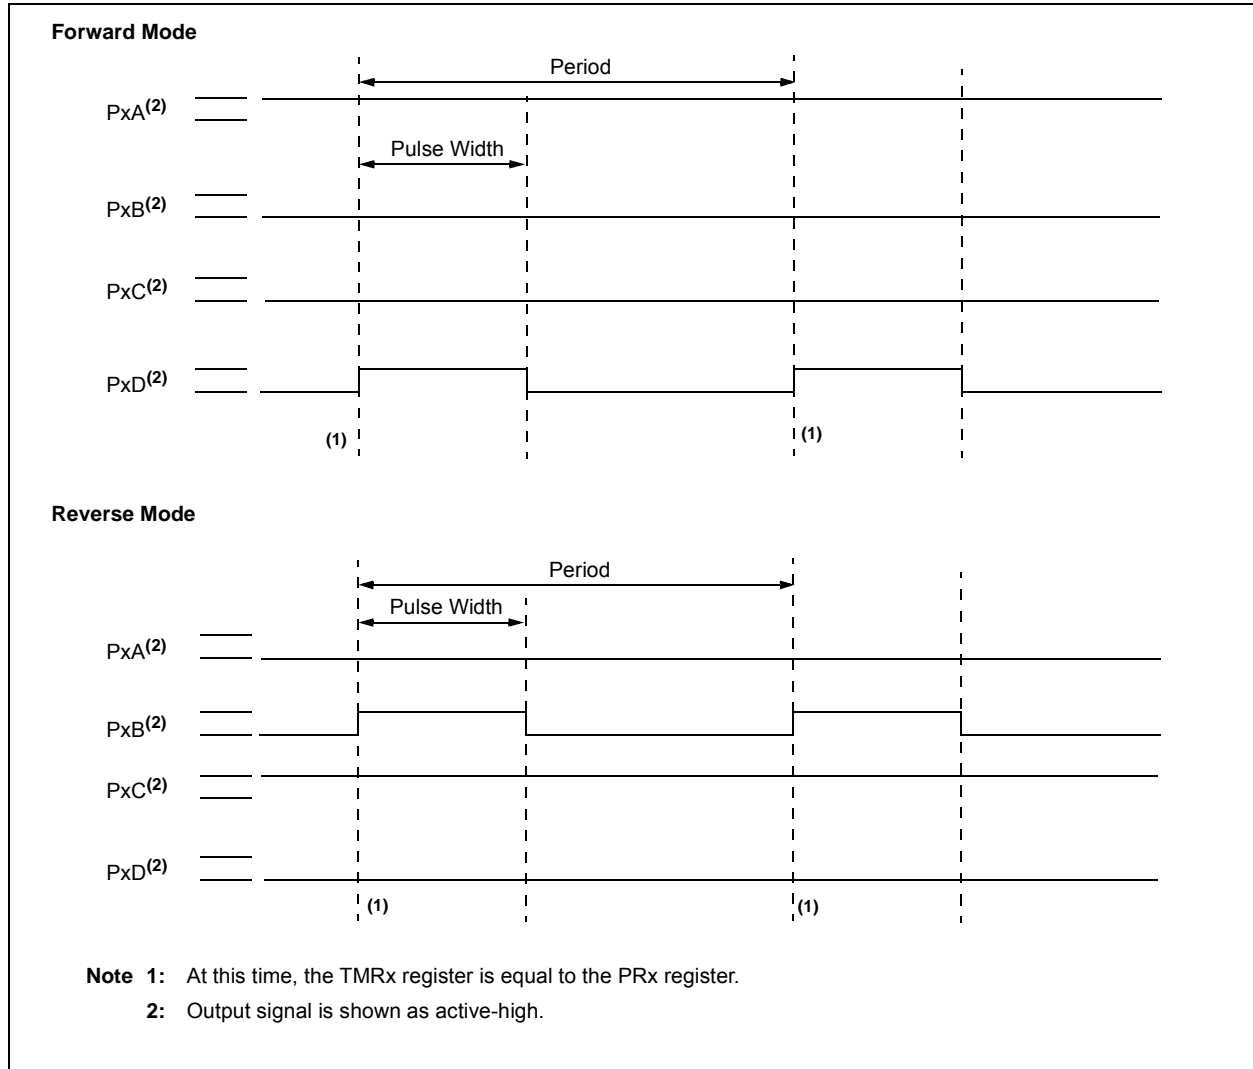 Forward Mode
Period
PxA(2)
Pulse Width
PxB(2)
PxC(2)
PxD(2)
(1)
(1)
Reverse Mode
Period
Pulse Width
PxA(2)
PxB(2)
PxC(2)
PxD(2)
(1)
(1)
Note 1: At this time, the TMRx register is equal to the PRx register.
2: Output signal is shown as active-high.